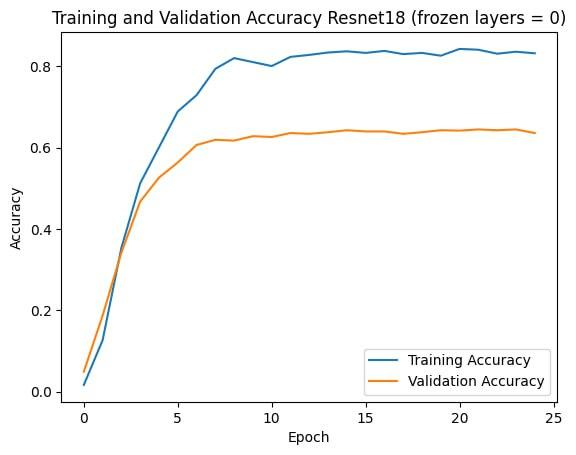 Training and Validation Accuracy Resnet18 (frozen layers = 0)
0.8
0.6
0.4
0.2
0.0
Accuracy
Training Accuracy
Validation Accuracy
0 5 10 15 20 25
Epoch